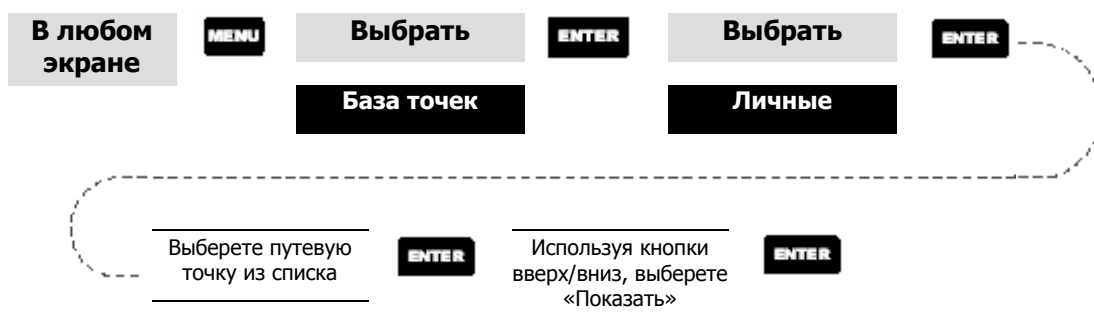 В любом
экране
MENU
Выбрать
База точек
ENTER
Выбрать
Личные
ENTER
Выберете путевую
точку из списка
ENTER
Используя кнопки
вверх/вниз, выберете
«Показать»
ENTER